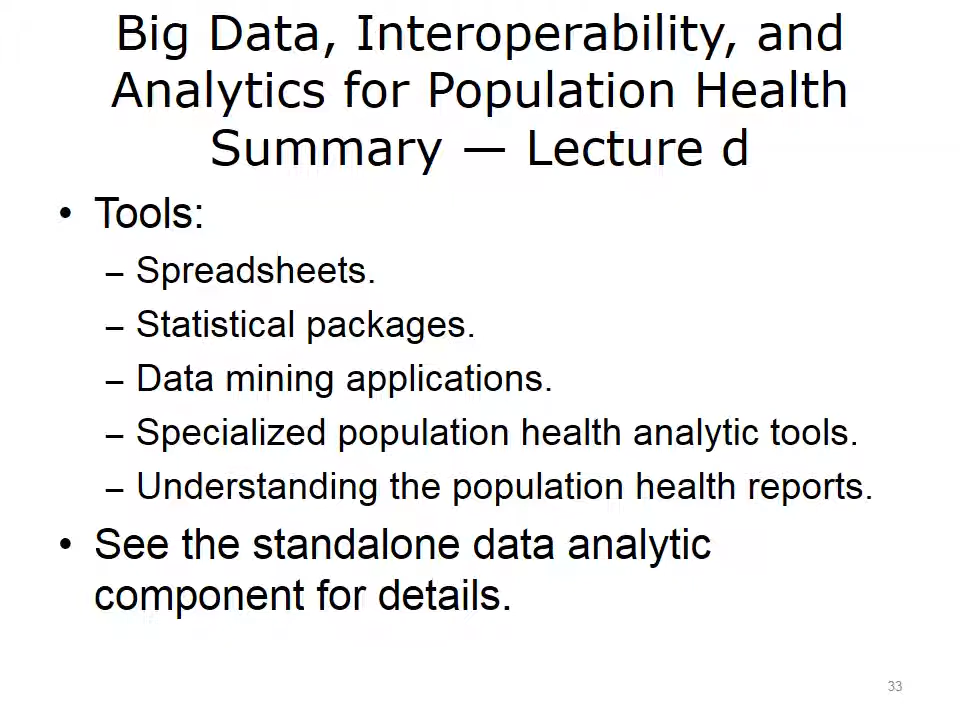 Big Data, Interoperability, and
Analytics for Population Health
Summary — Lecture d
• Tools:
– Spreadsheets.
– Statistical packages.
– Data mining applications.
– Specialized population health analytic tools.
– Understanding the population health reports.
• See the standalone data analytic
component for details.
33